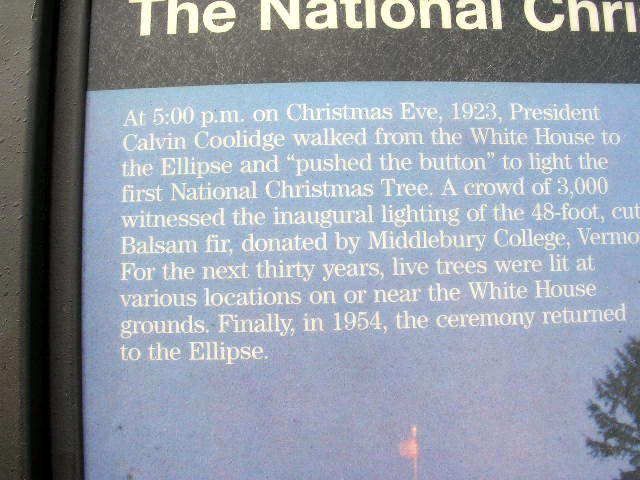 The National Chri
At 5:00 p.m. on Christmas Eve, 1923, President
Calvin Coolidge walked from the White House to
the Ellipse and “pushed the button” to light the
first National Christmas Tree. A crowd of 3,000
witnessed the inaugural lighting of the 48-foot, cut
Balsam fir, donated by Middlebury College, Vermo
For the next thirty years, live trees were lit at
various locations on or near the White House
grounds. Finally, in 1954, the ceremony returned
to the Ellipse.